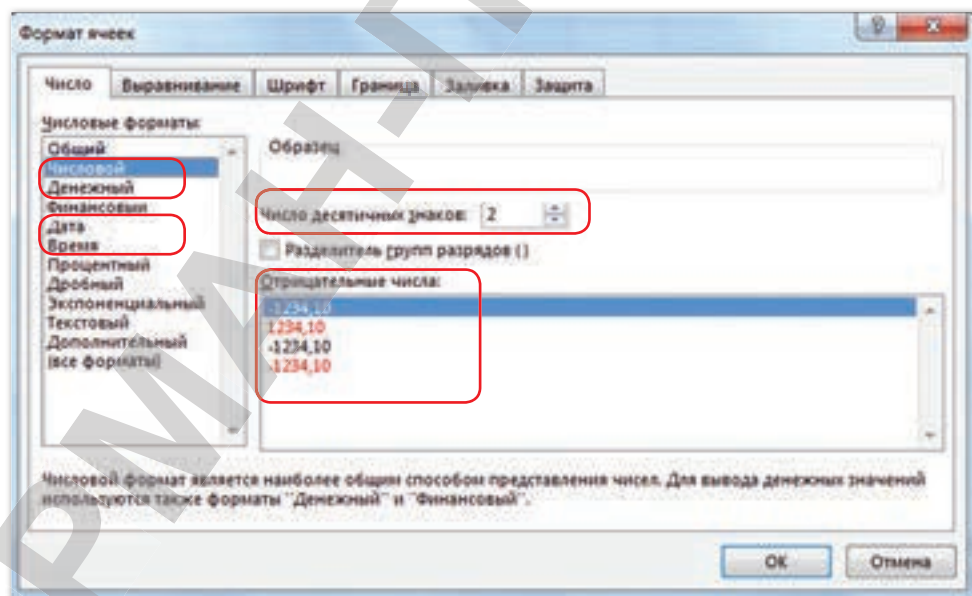 Формат ячеек
Число Выравнивание Шрифт Граница Заливка Защита
Числовые форматы:
Общий
Числовой
Денежный
Финансовый
Дата
Время
Процентный
Дробный
Экспоненциальный
Текстовый
Дополнительный
(все форматы)
Образец
Число десятичных знаков: 2
Разделитель групп разрядов ( )
Отрицательные числа:
-1234,10
1234,10
-1234,10
-1234,10
Числовой формат является наиболее общим способом представления чисел. Для вывода денежных значений
используются также форматы "Денежный" и "Финансовый".
ОК Отмена